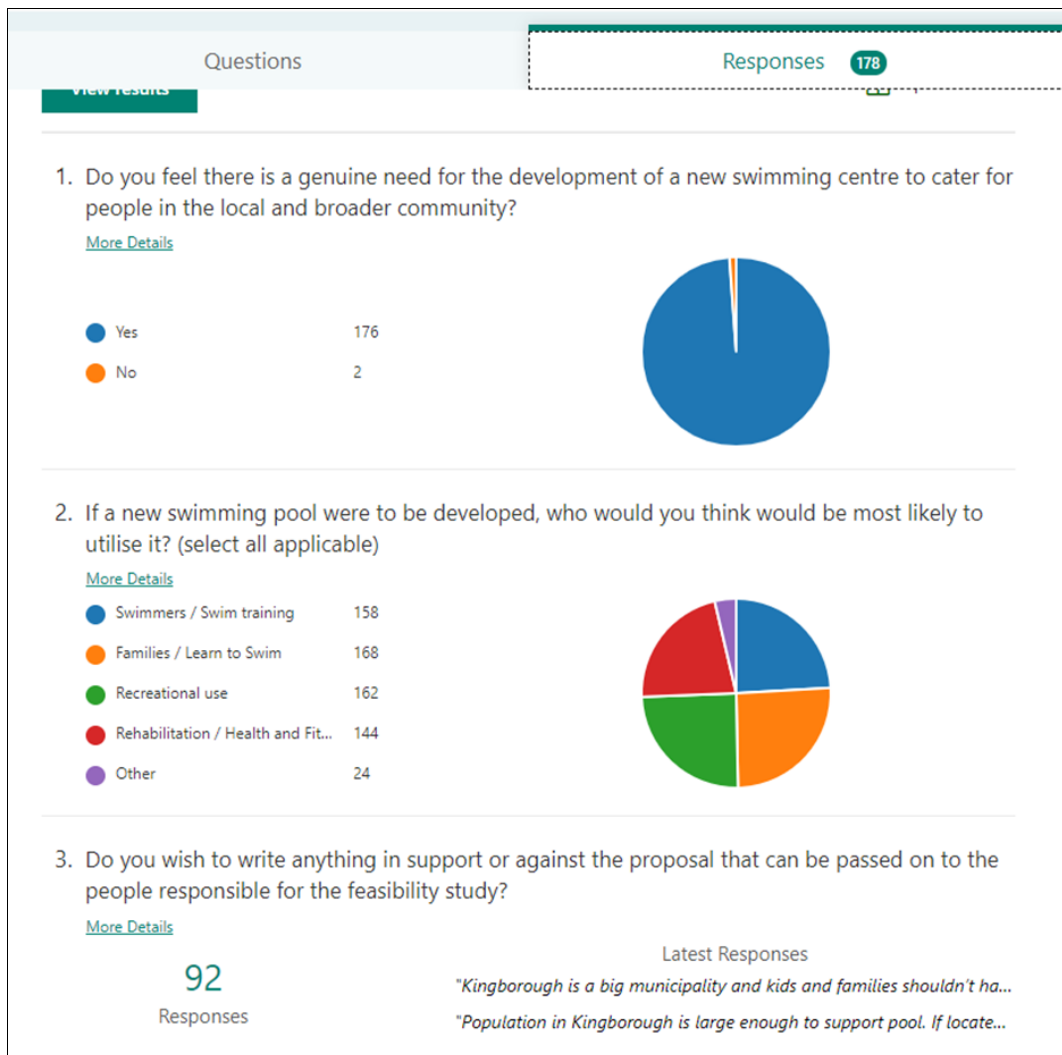 Questions
Responses 178
View results
1. Do you feel there is a genuine need for the development of a new swimming centre to cater for
people in the local and broader community?
More Details
Yes 176
No 2
2. If a new swimming pool were to be developed, who would you think would be most likely to
utilise it? (select all applicable)
More Details
Swimmers / Swim training 158
Families / Learn to Swim 168
Recreational use 162
Rehabilitation / Health and Fit... 144
Other 24
3. Do you wish to write anything in support or against the proposal that can be passed on to the
people responsible for the feasibility study?
More Details
92
Responses
Latest Responses
"Kingborough is a big municipality and kids and families shouldn't ha...
"Population in Kingborough is large enough to support pool. If locate...